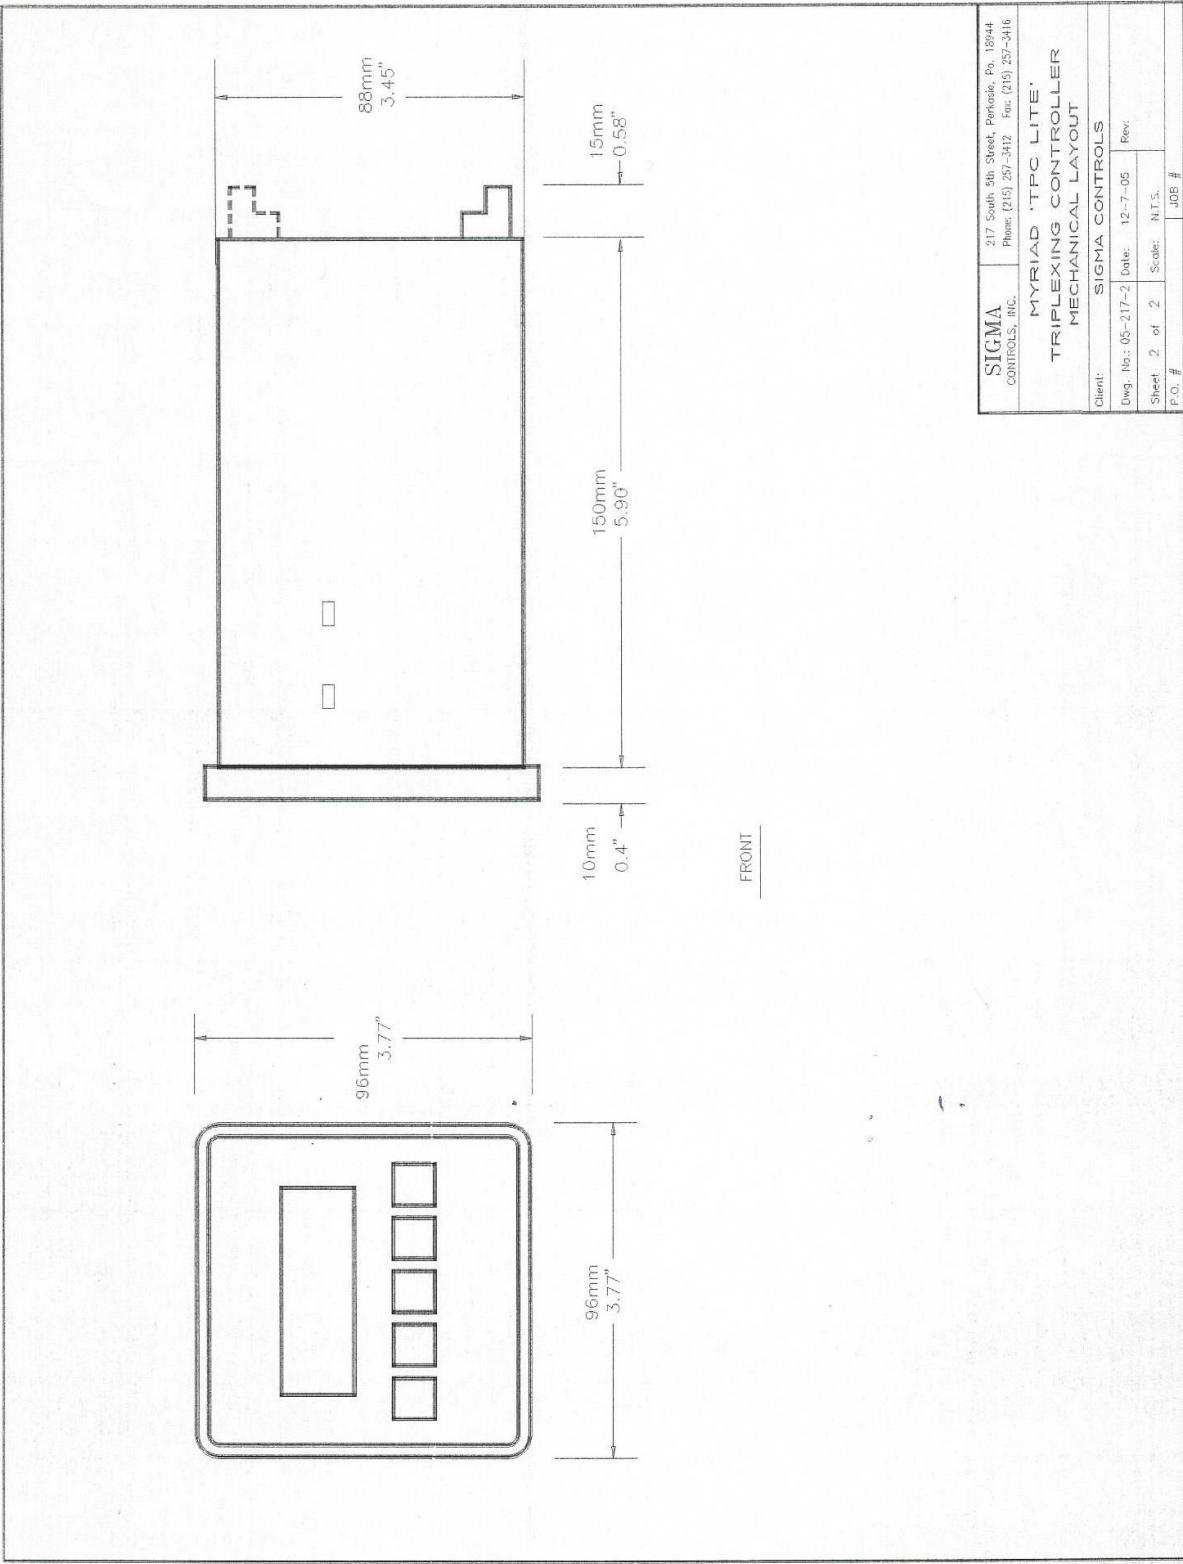 96mm
3.77"
96mm
3.77"
10mm
0.4"
150mm
5.90"
15mm
0.58"
88mm
3.45"
FRONT
SIGMA
CONTROLS, INC.
217 South 5th Street, Perkasie, Pa. 18944
Phone: (215) 257-3412 Fax: (215) 257-3416
MYRIAD 'TPC LITE'
TRIPLEXING CONTROLLER
MECHANICAL LAYOUT
Client: SIGMA CONTROLS
Dwg. No.: 05-217-2 Date: 12-7-05 Rev:
Sheet 2 of 2 Scale: N.T.S.
P.O. # JOB #